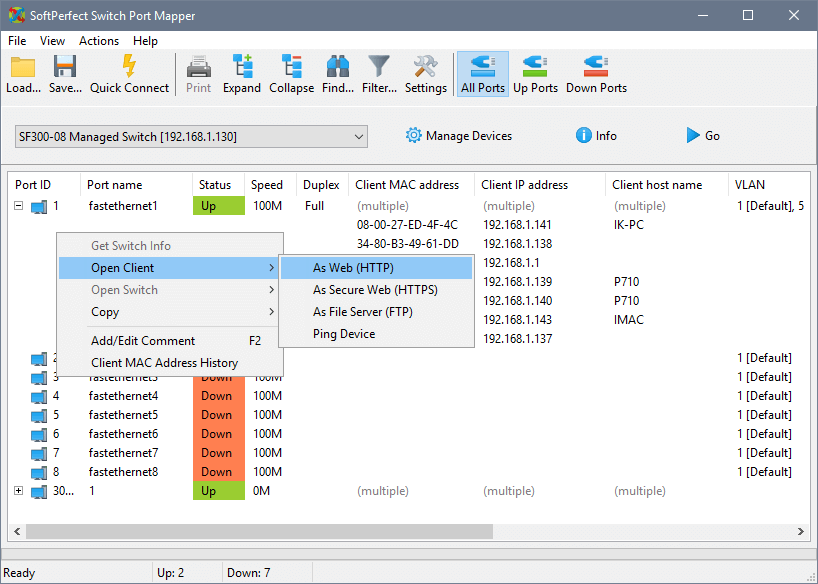 SoftPerfect Switch Port Mapper
File View Actions Help
Load... Save... Quick Connect Print Expand Collapse Find... Filter... Settings All Ports Up Ports Down Ports
SF300-08 Managed Switch [192.168.1.130] Manage Devices Info Go
Port ID Port name Status Speed Duplex Client MAC address Client IP address Client host name VLAN
1 fastethernet1 Up 100M Full (multiple) (multiple) (multiple) 1 [Default], 5
08-00-27-ED-4F-4C 192.168.1.141 IK-PC
34-80-B3-49-61-DD 192.168.1.138
Get Switch Info
192.168.1.1
Open Client As Web (HTTP)
192.168.1.139 P710
Open Switch As Secure Web (HTTPS)
192.168.1.140 P710
Copy As File Server (FTP)
192.168.1.143 IMAC
Ping Device
192.168.1.137
Add/Edit Comment F2
2 1 [Default]
Client MAC Address History
3 fastethernet3 Down 100M 1 [Default]
4 fastethernet4 Down 100M 1 [Default]
5 fastethernet5 Down 100M 1 [Default]
6 fastethernet6 Down 100M 1 [Default]
7 fastethernet7 Down 100M 1 [Default]
8 fastethernet8 Down 100M 1 [Default]
30... 1 Up 0M (multiple) (multiple) (multiple)
Ready Up: 2 Down: 7